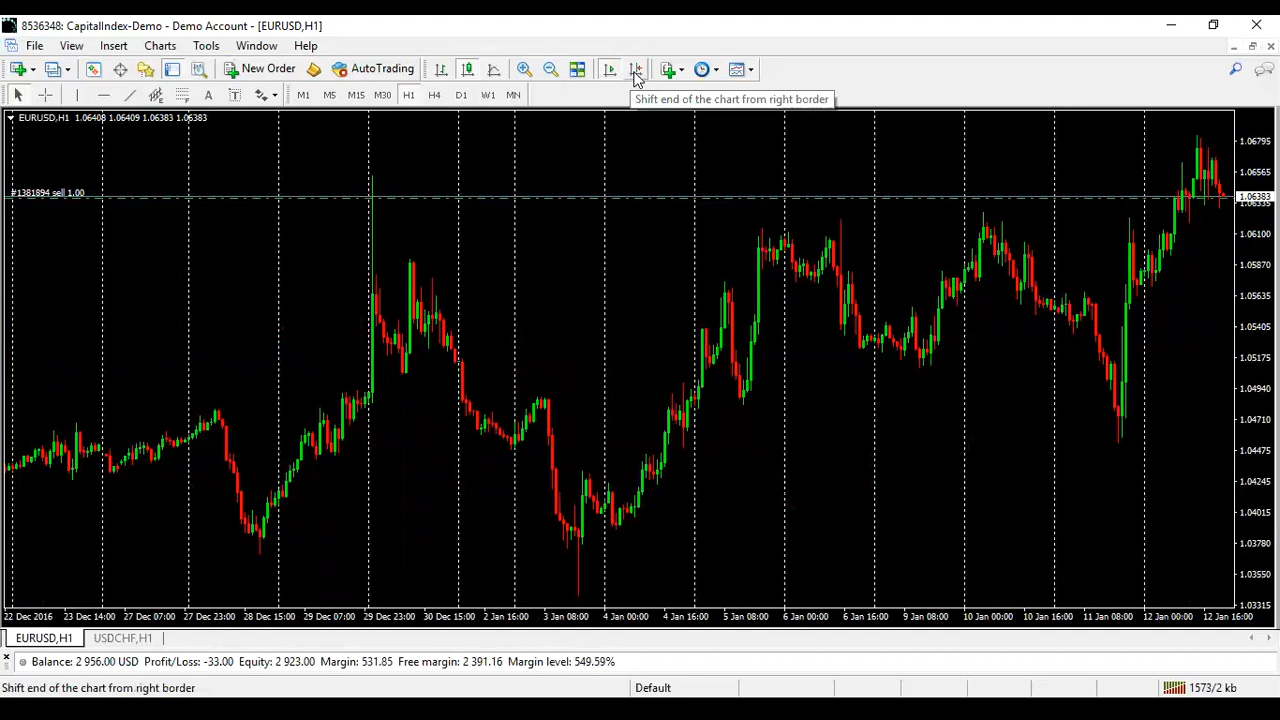 8536348: CapitalIndex-Demo - Demo Account - [EURUSD,H1]
File View Insert Charts Tools Window Help
New Order AutoTrading
A T M1 M5 M15 M30 H1 H4 D1 W1 MN
Shift end of the chart from right border
EURUSD,H1 1.06408 1.06409 1.06383 1.06383
#1381894 sell 1.00
1.06795
1.06565
1.06383
1.06100
1.05870
1.05635
1.05405
1.05175
1.04940
1.04710
1.04475
1.04245
1.04015
1.03780
1.03550
1.03315
22 Dec 2016 23 Dec 14:00 27 Dec 07:00 27 Dec 23:00 28 Dec 15:00 29 Dec 07:00 29 Dec 23:00 30 Dec 15:00 2 Jan 16:00 3 Jan 08:00 4 Jan 00:00 4 Jan 16:00 5 Jan 08:00 6 Jan 00:00 6 Jan 16:00 9 Jan 08:00 10 Jan 00:00 10 Jan 16:00 11 Jan 08:00 12 Jan 00:00 12 Jan 16:00
EURUSD,H1 USDCHF,H1
Balance: 2 956.00 USD Profit/Loss: -33.00 Equity: 2 923.00 Margin: 531.85 Free margin: 2 391.16 Margin level: 549.59%
Shift end of the chart from right border Default 1573/2 kb